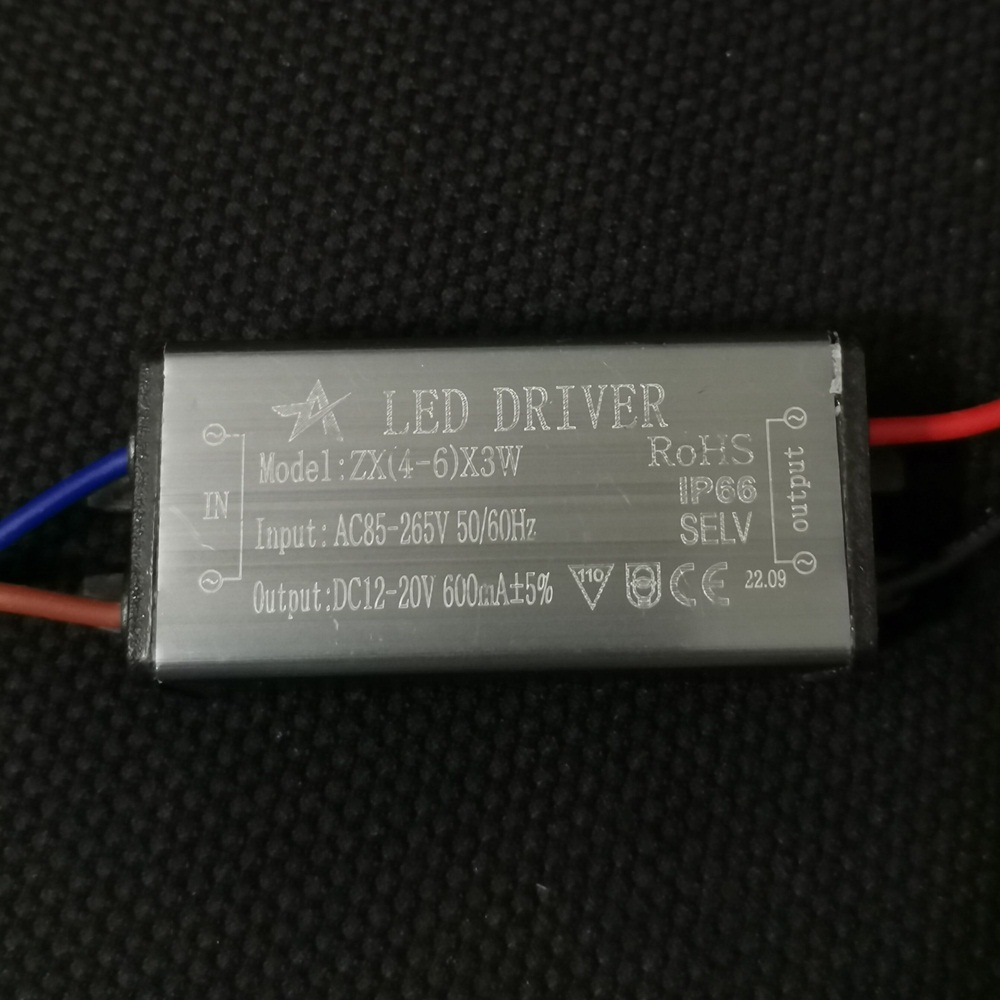 LED DRIVER
Model:ZX(4-6)X3W
Input: AC85-265V 50/60Hz
Output:DC12-20V 600mA±5%
IN
RoHS
IP66
SELV
110
CE
22.09
output